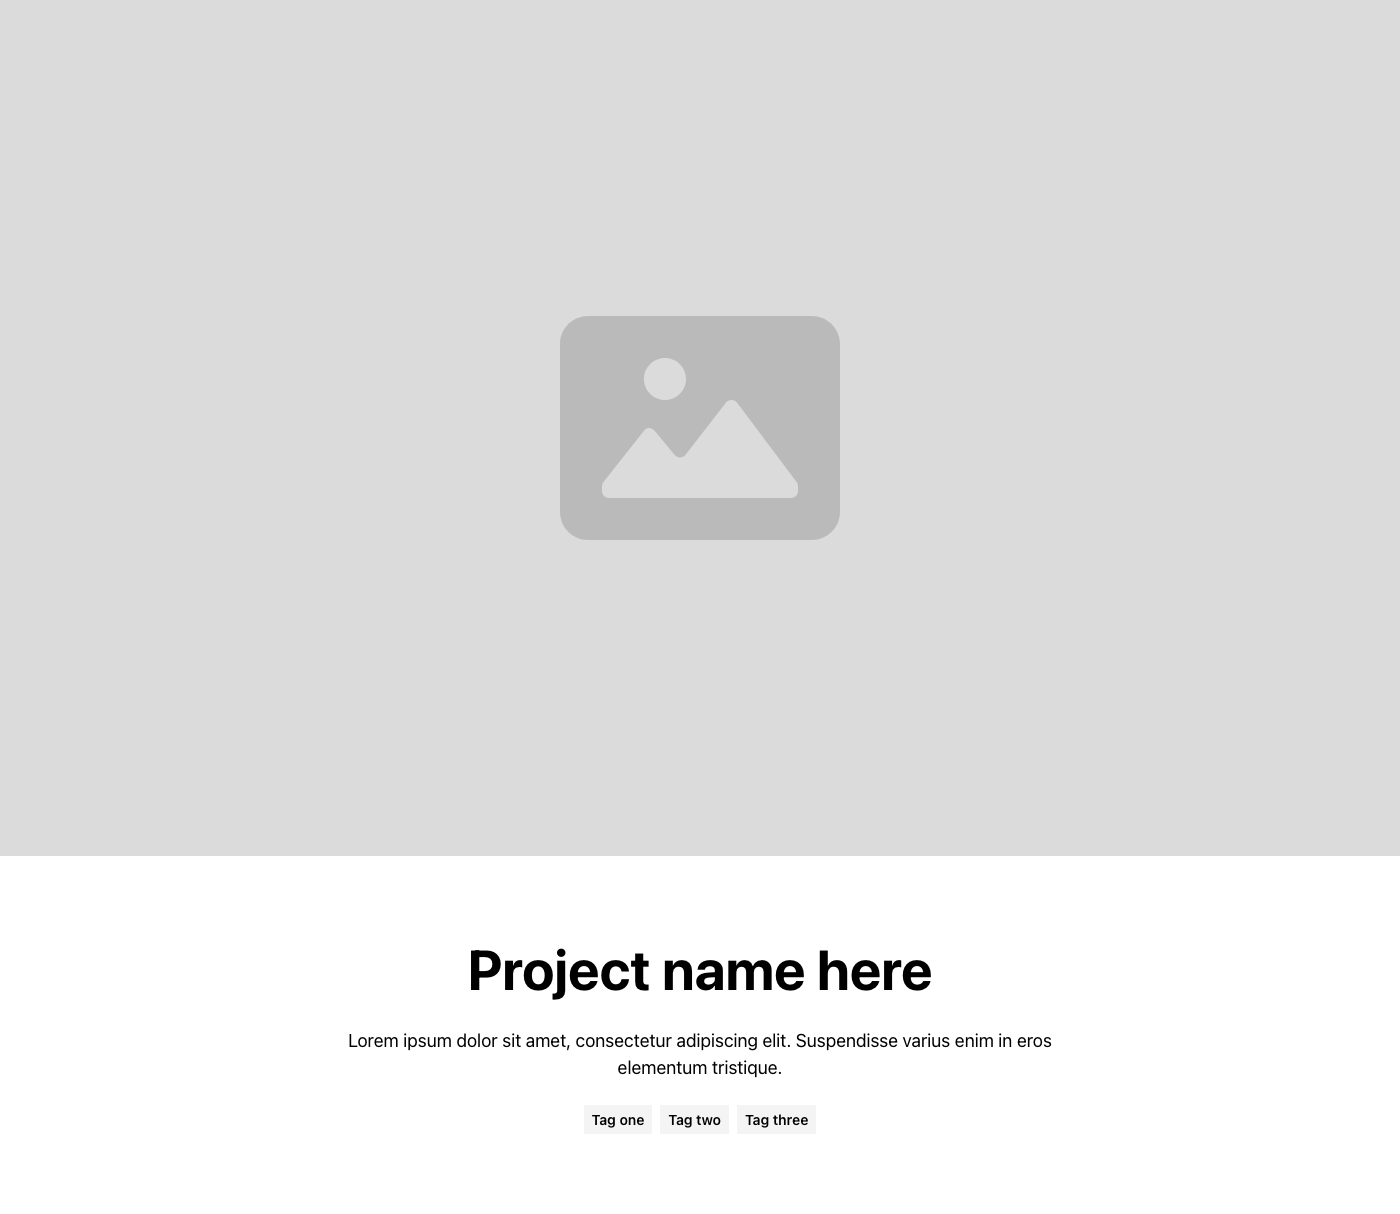 Project name here
Lorem ipsum dolor sit amet, consectetur adipiscing elit. Suspendisse varius enim in eros
elementum tristique.
Tag one Tag two Tag three